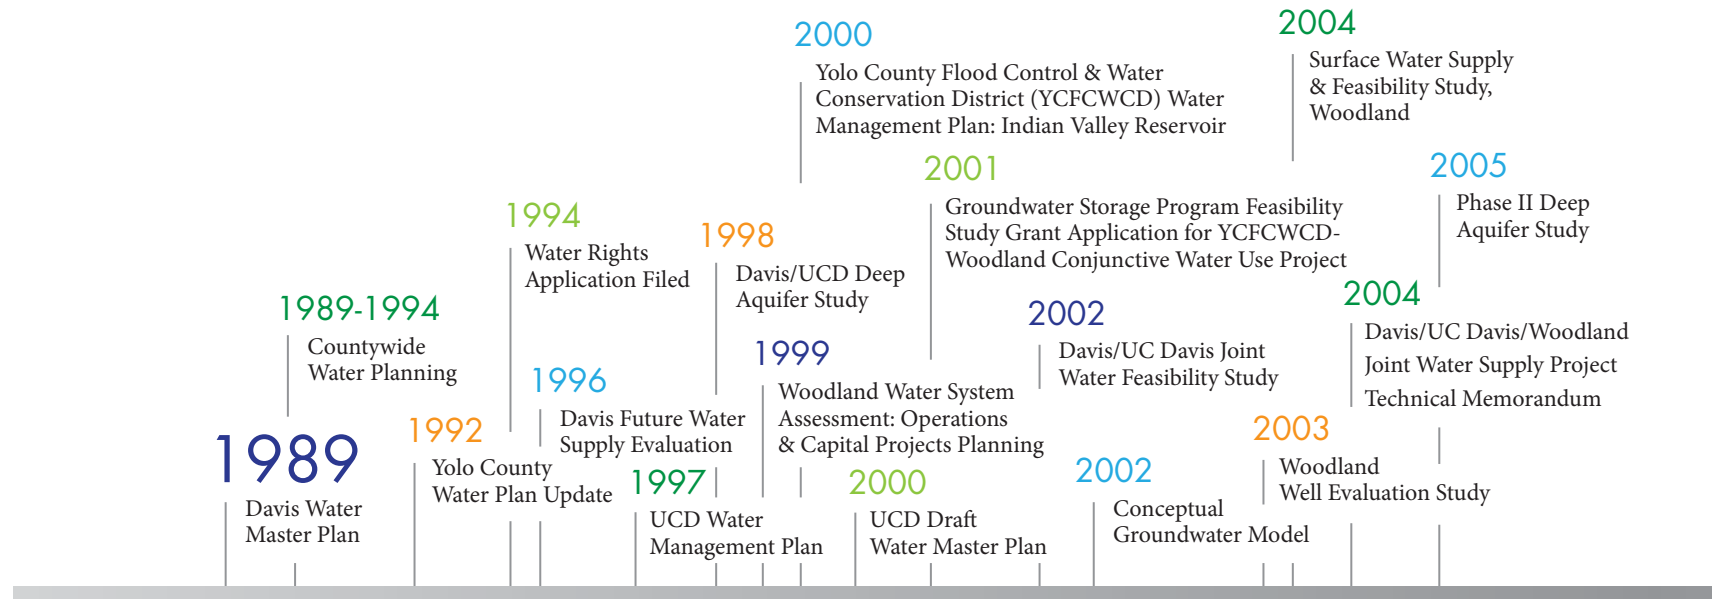 1989
Davis Water
Master Plan
1989-1994
Countywide
Water Planning
1992
Yolo County
Water Plan Update
1994
Water Rights
Application Filed
1996
Davis Future Water
Supply Evaluation
1997
UCD Water
Management Plan
1998
Davis/UCD Deep
Aquifer Study
1999
Woodland Water System
Assessment: Operations
& Capital Projects Planning
2000
Yolo County Flood Control & Water
Conservation District (YCFCWCD) Water
Management Plan: Indian Valley Reservoir
2000
UCD Draft
Water Master Plan
2001
Groundwater Storage Program Feasibility
Study Grant Application for YCFCWCD-
Woodland Conjunctive Water Use Project
2002
Davis/UC Davis Joint
Water Feasibility Study
2002
Conceptual
Groundwater Model
2003
Woodland
Well Evaluation Study
2004
Surface Water Supply
& Feasibility Study,
Woodland
2004
Davis/UC Davis/Woodland
Joint Water Supply Project
Technical Memorandum
2005
Phase II Deep
Aquifer Study